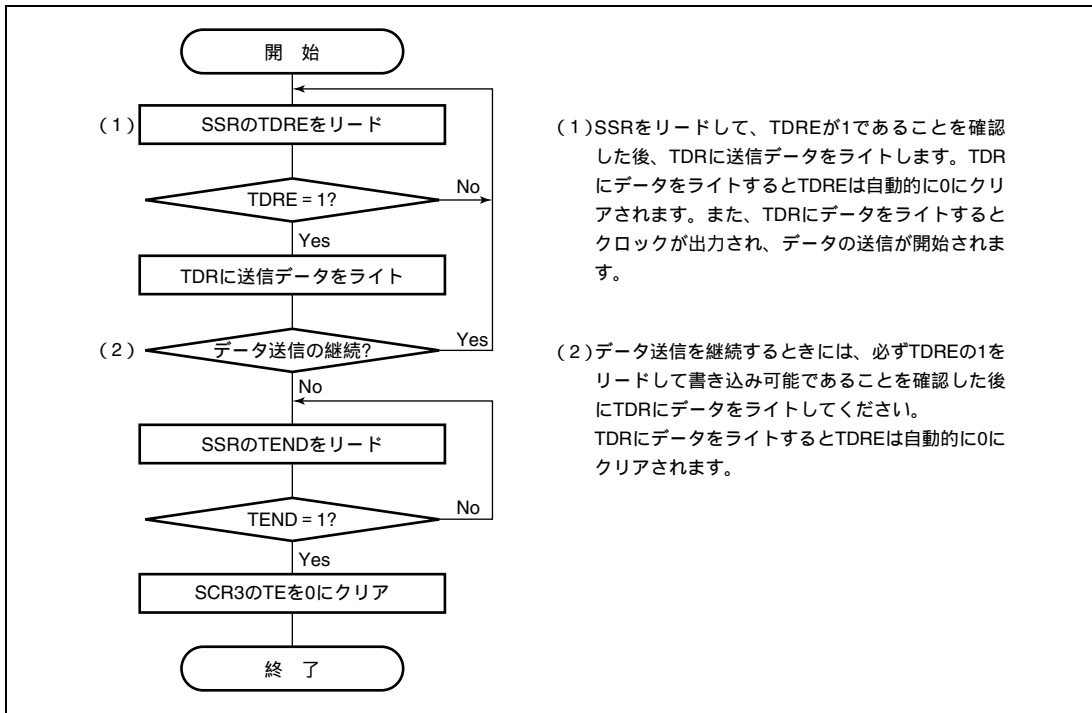 開 始
(1) SSRのTDREをリード
TDRE = 1?
No
Yes
TDRに送信データをライト
(2) データ送信の継続?
Yes
No
SSRのTENDをリード
TEND = 1?
No
Yes
SCR3のTEを0にクリア
終 了
(1)SSRをリードして、TDREが1であることを確認
した後、TDRに送信データをライトします。TDR
にデータをライトするとTDREは自動的に0にクリ
アされます。また、TDRにデータをライトすると
クロックが出力され、データの送信が開始されま
す。
(2)データ送信を継続するときには、必ずTDREの1を
リードして書き込み可能であることを確認した後
にTDRにデータをライトしてください。
TDRにデータをライトするとTDREは自動的に0に
クリアされます。